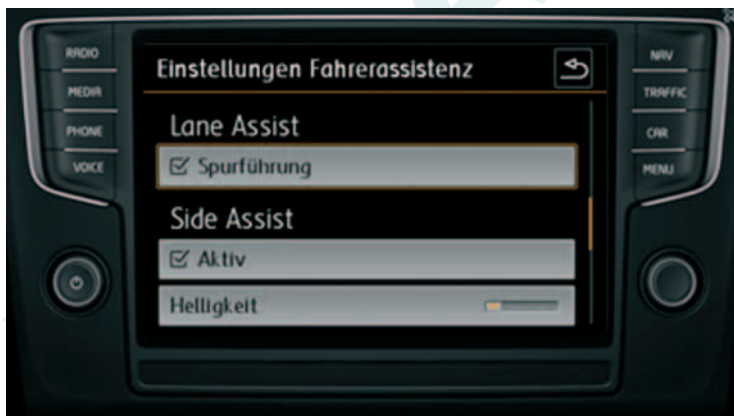 RADIO
MEDIA
PHONE
VOICE
Einstellungen Fahrerassistenz
Lane Assist
Spurführung
Side Assist
Aktiv
Helligkeit
NAV
TRAFFIC
CAR
MENU